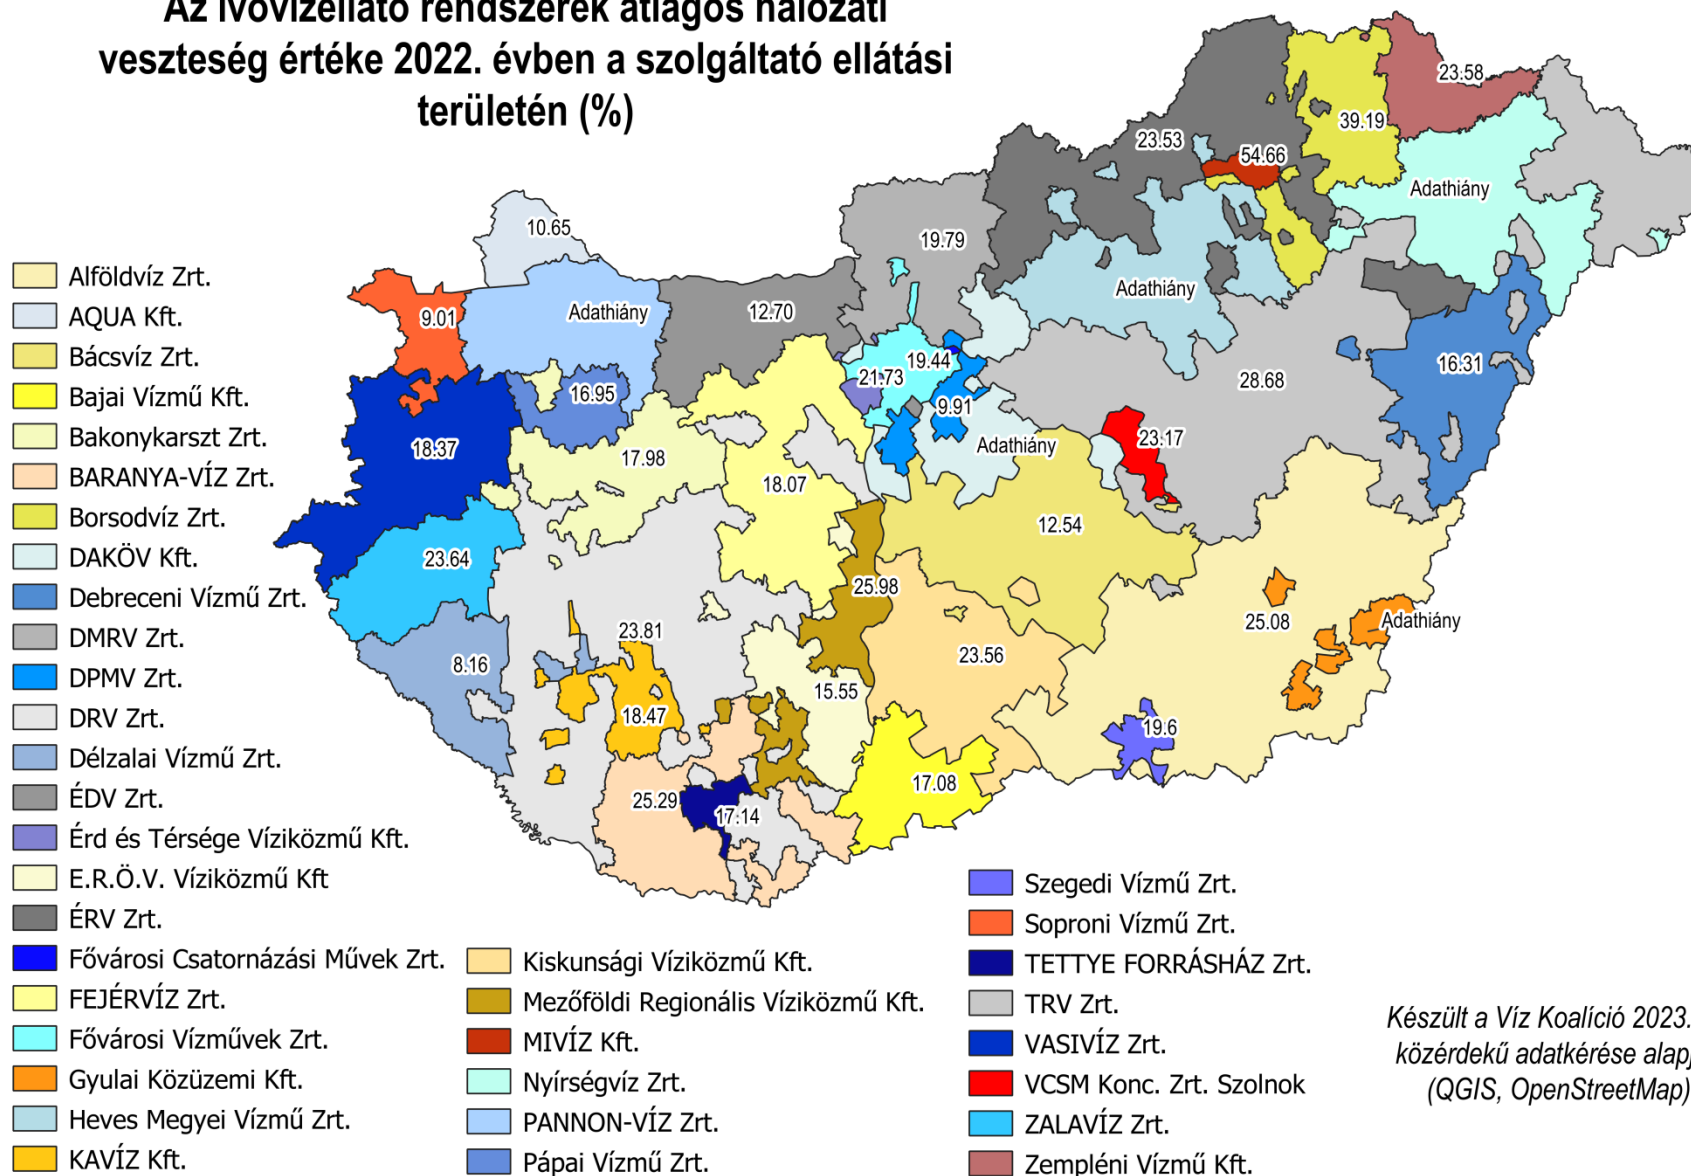 Az ivóvízellátó rendszerek átlagos hálózati
veszteség értéke 2022. évben a szolgáltató ellátási
területén (%)
23.58
39.19
23.53
54.66
Adathiány
10.65
19.79
Adathiány
9.01
Adathiány
12.70
19.44
16.31
21.73
28.68
16.95
9.91
18.37
23.17
Adathiány
17.98
18.07
12.54
23.64
25.98
25.08
Adathiány
23.81
23.56
8.16
15.55
18.47
19.6
17.08
25.29
17.14
Alföldvíz Zrt.
AQUA Kft.
Bácsvíz Zrt.
Bajai Vízmű Kft.
Bakonykarszt Zrt.
BARANYA-VÍZ Zrt.
Borsodvíz Zrt.
DAKÖV Kft.
Debreceni Vízmű Zrt.
DMRV Zrt.
DPMV Zrt.
DRV Zrt.
Délzalai Vízmű Zrt.
ÉDV Zrt.
Érd és Térsége Víziközmű Kft.
E.R.Ö.V. Víziközmű Kft
ÉRV Zrt.
Fővárosi Csatornázási Művek Zrt.
FEJÉRVÍZ Zrt.
Fővárosi Vízművek Zrt.
Gyulai Közüzemi Kft.
Heves Megyei Vízmű Zrt.
KAVÍZ Kft.
Kiskunsági Víziközmű Kft.
Mezőföldi Regionális Víziközmű Kft.
MIVÍZ Kft.
Nyírségvíz Zrt.
PANNON-VÍZ Zrt.
Pápai Vízmű Zrt.
Szegedi Vízmű Zrt.
Soproni Vízmű Zrt.
TETTYE FORRÁSHÁZ Zrt.
TRV Zrt.
VASIVÍZ Zrt.
VCSM Konc. Zrt. Szolnok
ZALAVÍZ Zrt.
Zempléni Vízmű Kft.
Készült a Víz Koalíció 2023.
közérdekű adatkérése alapj
(QGIS, OpenStreetMap)